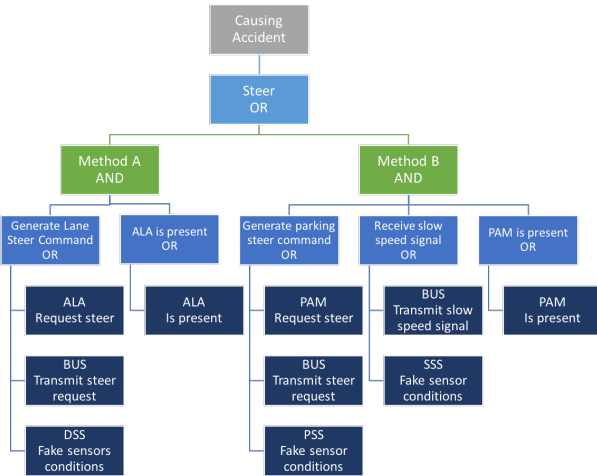 Causing
Accident
Steer
OR
Method A
AND
Method B
AND
Generate Lane
Steer Command
OR
ALA is present
OR
Generate parking
steer command
OR
Receive slow
speed signal
OR
PAM is present
OR
ALA
Request steer
ALA
Is present
PAM
Request steer
BUS
Transmit slow
speed signal
PAM
Is present
BUS
Transmit steer
request
BUS
Transmit steer
request
SSS
Fake sensor
conditions
DSS
Fake sensors
conditions
PSS
Fake sensor
conditions